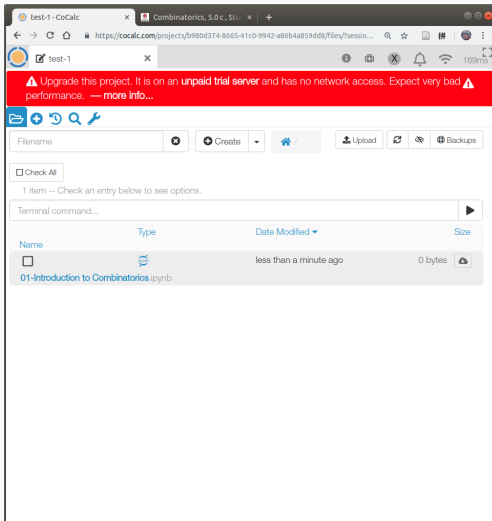 test-1 - CoCalc × Combinatorics, 5.0 c, Stu × +
https://cocalc.com/projects/b980d374-8665-41c0-9942-a86b4a859dd8/files/?sessio...
test-1 × 189ms
Upgrade this project. It is on an unpaid trial server and has no network access. Expect very bad
performance. — more info...
Filename Create / Upload Backups
Check All
1 item -- Check an entry below to see options.
Terminal command...
Type Date Modified Size
Name
less than a minute ago 0 bytes
01-Introduction to Combinatorics.ipynb